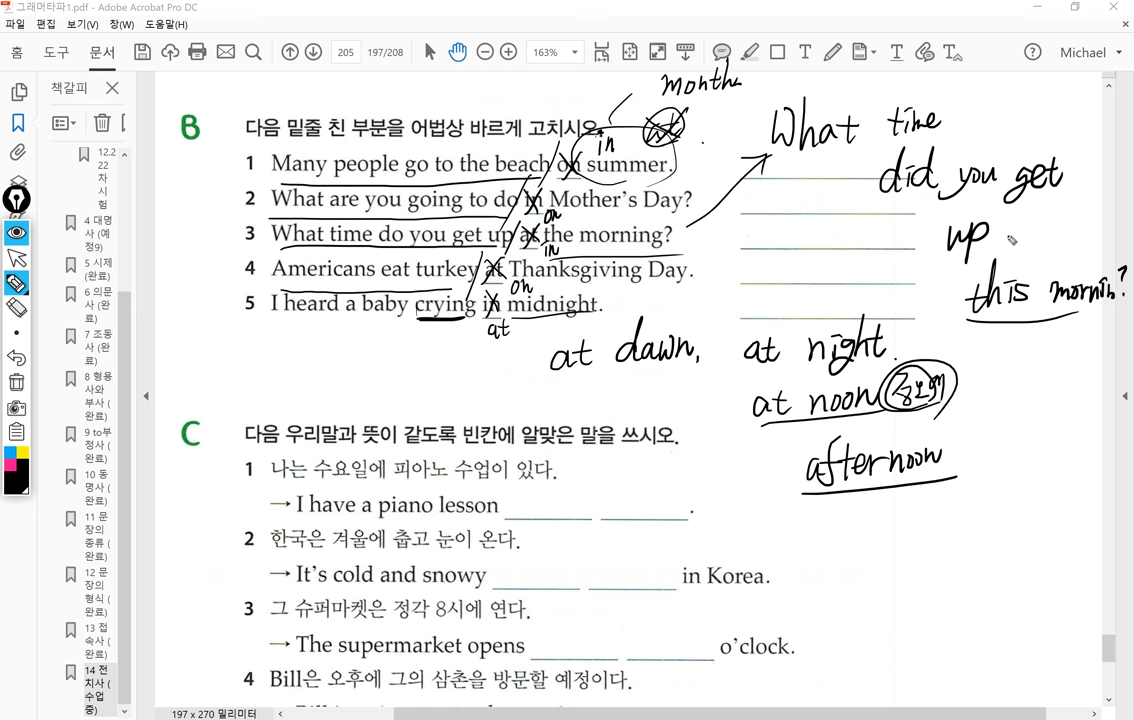 그래머타파1.pdf - Adobe Acrobat Pro DC
파일 편집 보기(V) 창(W) 도움말(H)
홈 도구 문서 205 197/208 163% Michael
책갈피
12.2
22
차 시
험
4 대명
사 (예
정9)
5 시제
(완료)
6 의문
사 (완
료)
7 조동
사 (완
료)
8 형용
사와
부사 (
완료)
9 to부
정사 (
완료)
10 동
명사 (
완료)
11 문
장의
종류 (
완료)
12 문
장의
형식 (
완료)
13 접
속사 (
완료)
14 전
치사 (
수업
중)
months
B 다음 밑줄 친 부분을 어법상 바르게 고치시오.
in at
1 Many people go to the beach on summer.
2 What are you going to do in Mother's Day?
on
3 What time do you get up at the morning?
in
4 Americans eat turkey at Thanksgiving Day.
on
5 I heard a baby crying in midnight.
at
What time
did you get
up
this mornin?
at dawn, at night.
at noon 정오에
afternoon
C 다음 우리말과 뜻이 같도록 빈칸에 알맞은 말을 쓰시오.
1 나는 수요일에 피아노 수업이 있다.
→ I have a piano lesson .
2 한국은 겨울에 춥고 눈이 온다.
→ It's cold and snowy in Korea.
3 그 슈퍼마켓은 정각 8시에 연다.
→ The supermarket opens o'clock.
4 Bill은 오후에 그의 삼촌을 방문할 예정이다.
197 x 270 밀리미터